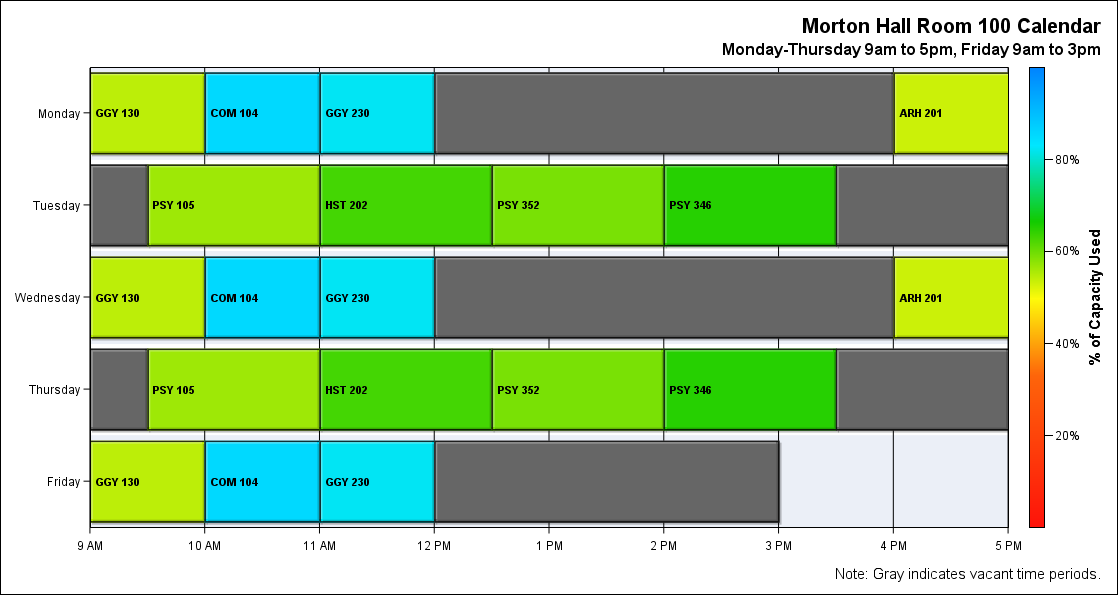 Morton Hall Room 100 Calendar
Monday-Thursday 9am to 5pm, Friday 9am to 3pm
Monday GGY 130 COM 104 GGY 230 ARH 201
Tuesday PSY 105 HST 202 PSY 352 PSY 346
Wednesday GGY 130 COM 104 GGY 230 ARH 201
Thursday PSY 105 HST 202 PSY 352 PSY 346
Friday GGY 130 COM 104 GGY 230
9 AM 10 AM 11 AM 12 PM 1 PM 2 PM 3 PM 4 PM 5 PM
80%
60%
40%
20%
% of Capacity Used
Note: Gray indicates vacant time periods.